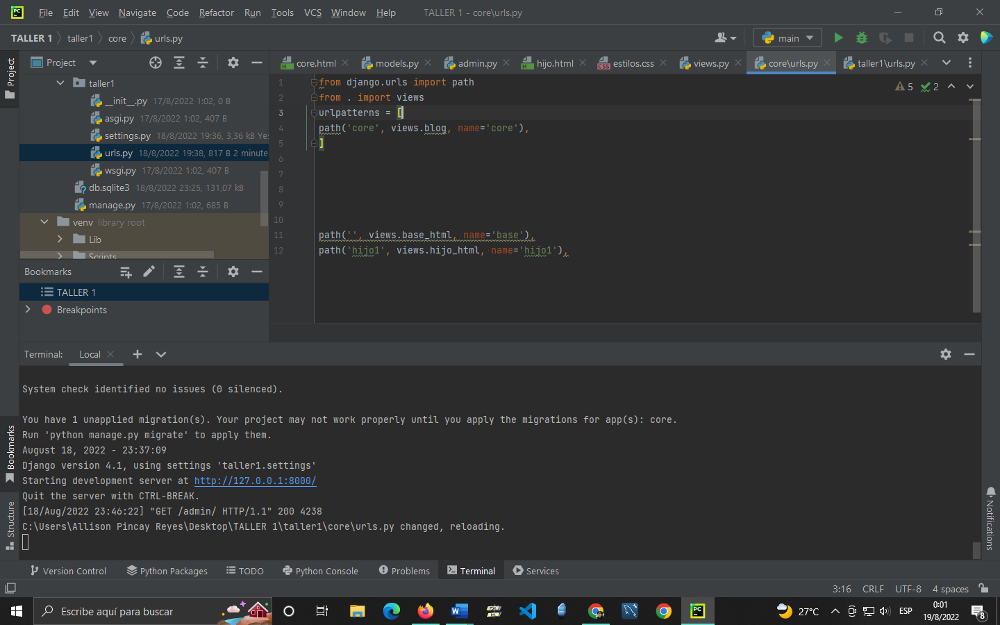 PC
File Edit View Navigate Code Refactor Run Tools VCS Window Help TALLER 1 - core\urls.py
TALLER 1 taller1 core urls.py main
Project
Project
core.html models.py admin.py hijo.html estilos.css views.py core\urls.py taller1\urls.py
taller1
__init__.py 17/8/2022 1:02, 0 B
asgi.py 17/8/2022 1:02, 407 B
settings.py 18/8/2022 19:36, 3,36 kB Yes
urls.py 18/8/2022 19:38, 817 B 2 minute
wsgi.py 17/8/2022 1:02, 407 B
db.sqlite3 18/8/2022 23:25, 131,07 kB
manage.py 17/8/2022 1:02, 685 B
venv library root
Lib
Scripts
5 2
1 from django.urls import path
2 from . import views
3 urlpatterns = [
4 path('core', views.blog, name='core'),
5 ]
6
7
8
9
10
11 path('', views.base_html, name='base'),
12 path('hijo1', views.hijo_html, name='hijo1'),
Bookmarks
TALLER 1
Breakpoints
Terminal: Local
System check identified no issues (0 silenced).
You have 1 unapplied migration(s). Your project may not work properly until you apply the migrations for app(s): core.
Run 'python manage.py migrate' to apply them.
August 18, 2022 - 23:37:09
Django version 4.1, using settings 'taller1.settings'
Starting development server at http://127.0.0.1:8000/
Quit the server with CTRL-BREAK.
[18/Aug/2022 23:46:22] "GET /admin/ HTTP/1.1" 200 4238
C:\Users\Allison Pincay Reyes\Desktop\TALLER 1\taller1\core\urls.py changed, reloading.
Bookmarks
Structure
Notifications
Version Control Python Packages TODO Python Console Problems Terminal Services
3:16 CRLF UTF-8 4 spaces
Escribe aquí para buscar
27°C ESP
0:01
19/8/2022
8